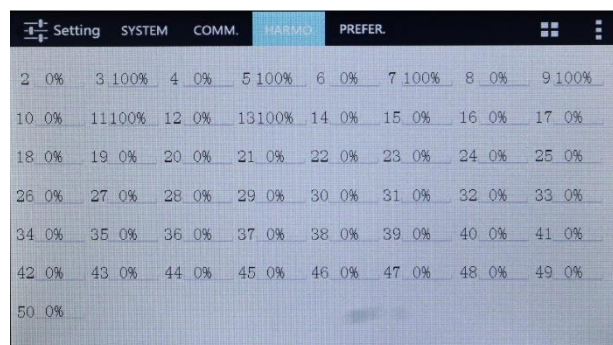 Setting SYSTEM COMM. HARMO PREFER.
2 0% 3 100% 4 0% 5 100% 6 0% 7 100% 8 0% 9 100%
10 0% 11 100% 12 0% 13 100% 14 0% 15 0% 16 0% 17 0%
18 0% 19 0% 20 0% 21 0% 22 0% 23 0% 24 0% 25 0%
26 0% 27 0% 28 0% 29 0% 30 0% 31 0% 32 0% 33 0%
34 0% 35 0% 36 0% 37 0% 38 0% 39 0% 40 0% 41 0%
42 0% 43 0% 44 0% 45 0% 46 0% 47 0% 48 0% 49 0%
50 0%